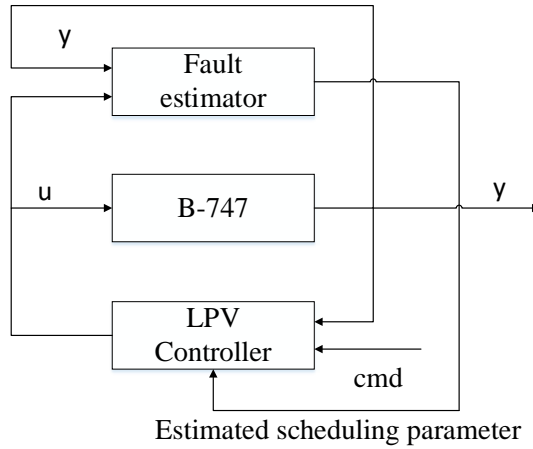 y
Fault
estimator
u
B-747
y
LPV
Controller
cmd
Estimated scheduling parameter